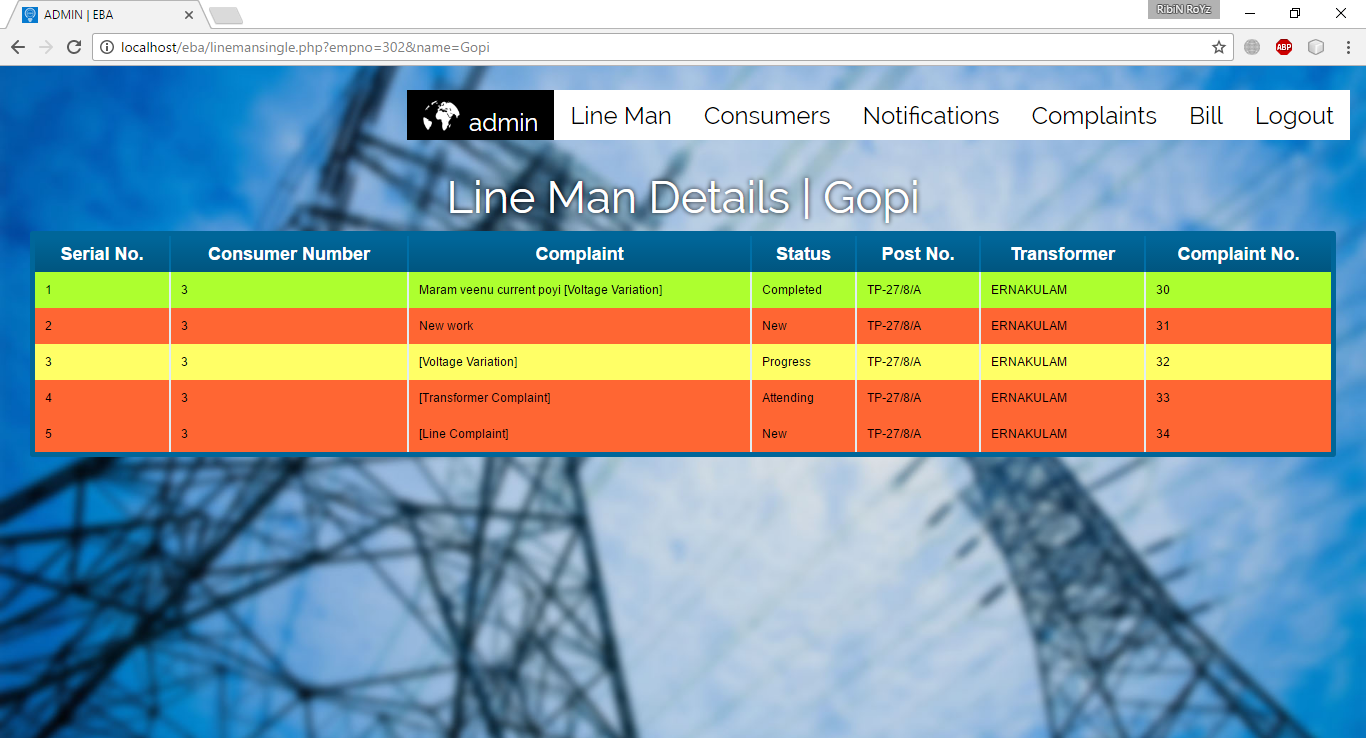 ADMIN | EBA
RibiN RoYz
localhost/eba/linemansingle.php?empno=302&name=Gopi
ABP
admin Line Man Consumers Notifications Complaints Bill Logout
Line Man Details | Gopi
Serial No. Consumer Number Complaint Status Post No. Transformer Complaint No.
1 3 Maram veenu current poyi [Voltage Variation] Completed TP-27/8/A ERNAKULAM 30
2 3 New work New TP-27/8/A ERNAKULAM 31
3 3 [Voltage Variation] Progress TP-27/8/A ERNAKULAM 32
4 3 [Transformer Complaint] Attending TP-27/8/A ERNAKULAM 33
5 3 [Line Complaint] New TP-27/8/A ERNAKULAM 34